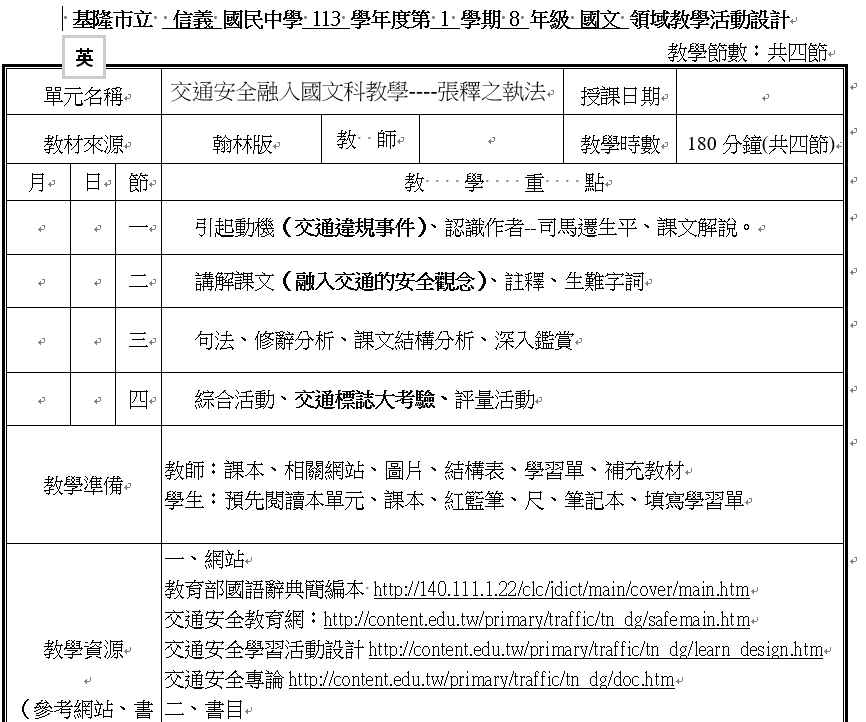 基隆市立 信義 國民中學 113 學年度第 1 學期 8 年級 國文 領域教學活動設計
英
教學節數：共四節
單元名稱 交通安全融入國文科教學----張釋之執法 授課日期
教材來源 翰林版 教 師 教學時數 180 分鐘(共四節)
月 日 節 教 學 重 點
一 引起動機（交通違規事件）、認識作者--司馬遷生平、課文解說。
二 講解課文（融入交通的安全觀念）、註釋、生難字詞
三 句法、修辭分析、課文結構分析、深入鑑賞
四 綜合活動、交通標誌大考驗、評量活動
教學準備
教師：課本、相關網站、圖片、結構表、學習單、補充教材
學生：預先閱讀本單元、課本、紅籃筆、尺、筆記本、填寫學習單
教學資源
（參考網站、書
一、網站
教育部國語辭典簡編本 http://140.111.1.22/clc/jdict/main/cover/main.htm
交通安全教育網：http://content.edu.tw/primary/traffic/tn_dg/safemain.htm
交通安全學習活動設計 http://content.edu.tw/primary/traffic/tn_dg/learn_design.htm
交通安全專論 http://content.edu.tw/primary/traffic/tn_dg/doc.htm
二、書目